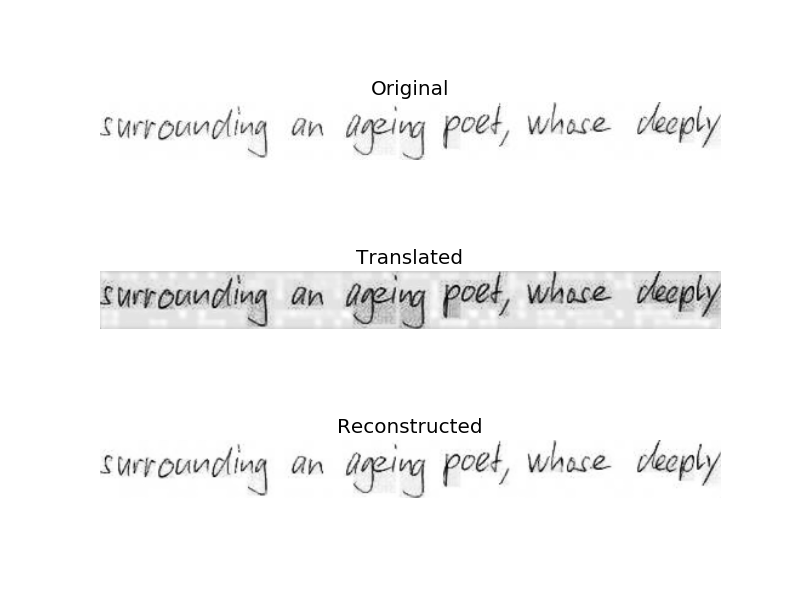 Original
surrounding an ageing poet, whose deeply
Translated
surrounding an ageing poet, whose deeply
Reconstructed
surrounding an ageing poet, whose deeply